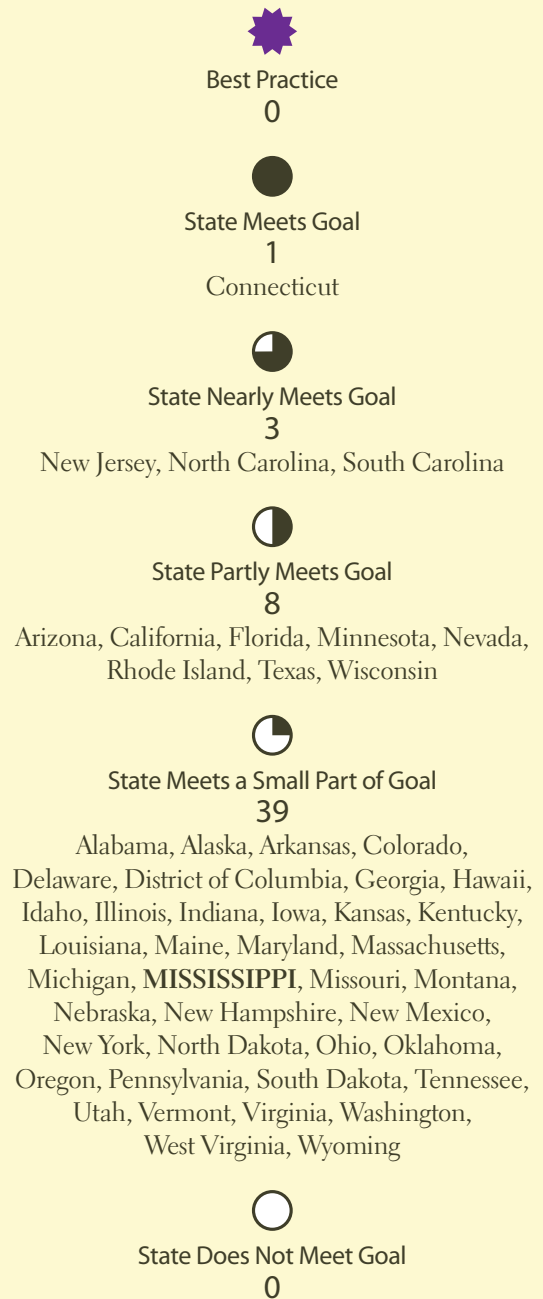 Best Practice
0
State Meets Goal
1
Connecticut
State Nearly Meets Goal
3
New Jersey, North Carolina, South Carolina
State Partly Meets Goal
8
Arizona, California, Florida, Minnesota, Nevada,
Rhode Island, Texas, Wisconsin
State Meets a Small Part of Goal
39
Alabama, Alaska, Arkansas, Colorado,
Delaware, District of Columbia, Georgia, Hawaii,
Idaho, Illinois, Indiana, Iowa, Kansas, Kentucky,
Louisiana, Maine, Maryland, Massachusetts,
Michigan, MISSISSIPPI, Missouri, Montana,
Nebraska, New Hampshire, New Mexico,
New York, North Dakota, Ohio, Oklahoma,
Oregon, Pennsylvania, South Dakota, Tennessee,
Utah, Vermont, Virginia, Washington,
West Virginia, Wyoming
State Does Not Meet Goal
0